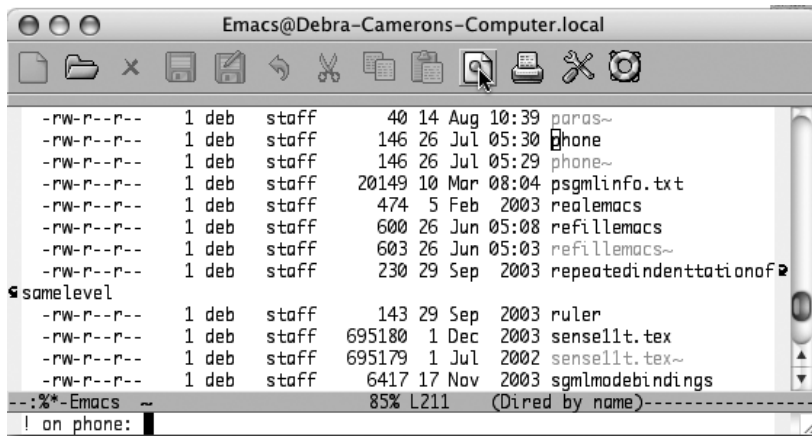 Emacs@Debra-Camerons-Computer.local
-rw-r--r-- 1 deb staff 40 14 Aug 10:39 paras~
-rw-r--r-- 1 deb staff 146 26 Jul 05:30 phone
-rw-r--r-- 1 deb staff 146 26 Jul 05:29 phone~
-rw-r--r-- 1 deb staff 20149 10 Mar 08:04 psgmlinfo.txt
-rw-r--r-- 1 deb staff 474 5 Feb 2003 realemacs
-rw-r--r-- 1 deb staff 600 26 Jun 05:08 refillemacs
-rw-r--r-- 1 deb staff 603 26 Jun 05:03 refillemacs~
-rw-r--r-- 1 deb staff 230 29 Sep 2003 repeatedindenttationof
samelevel
-rw-r--r-- 1 deb staff 143 29 Sep 2003 ruler
-rw-r--r-- 1 deb staff 695180 1 Dec 2003 sense11t.tex
-rw-r--r-- 1 deb staff 695179 1 Jul 2002 sense11t.tex~
-rw-r--r-- 1 deb staff 6417 17 Nov 2003 sgmlmodebindings
--:%*-Emacs ~ 85% L211 (Dired by name)-----------------
! on phone: